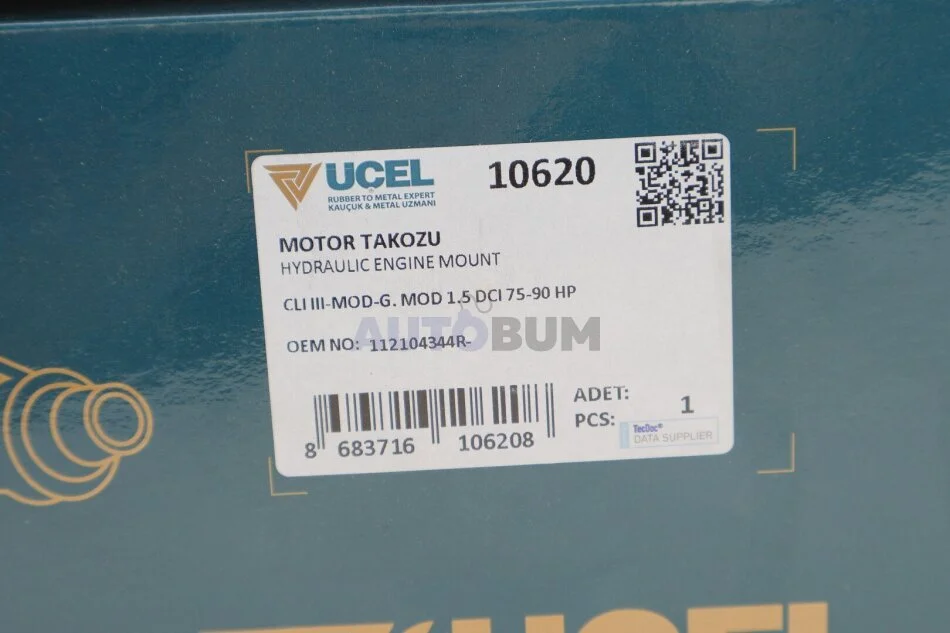 UÇEL
RUBBER TO METAL EXPERT
KAUÇUK & METAL UZMANI
10620
MOTOR TAKOZU
HYDRAULIC ENGINE MOUNT
CLI III-MOD-G. MOD 1.5 DCI 75-90 HP
AUTOBUM
OEM NO: 112104344R-
8 683716 106208
ADET:
PCS: 1
TecDoc®
DATA SUPPLIER